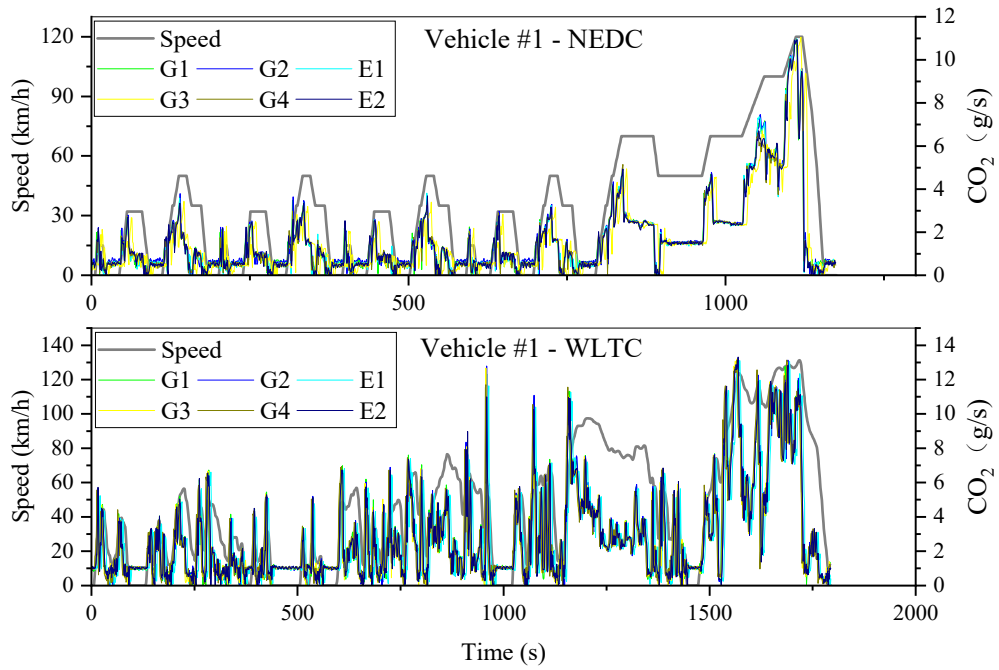 Vehicle #1 - NEDC
Speed
G1 G2 E1
G3 G4 E2
Speed (km/h)
0
30
60
90
120
0
2
4
6
8
10
12
CO2 (g/s)
0 500 1000
Vehicle #1 - WLTC
Speed
G1 G2 E1
G3 G4 E2
Speed (km/h)
0
20
40
60
80
100
120
140
0
2
4
6
8
10
12
14
CO2 (g/s)
0 500 1000 1500 2000
Time (s)